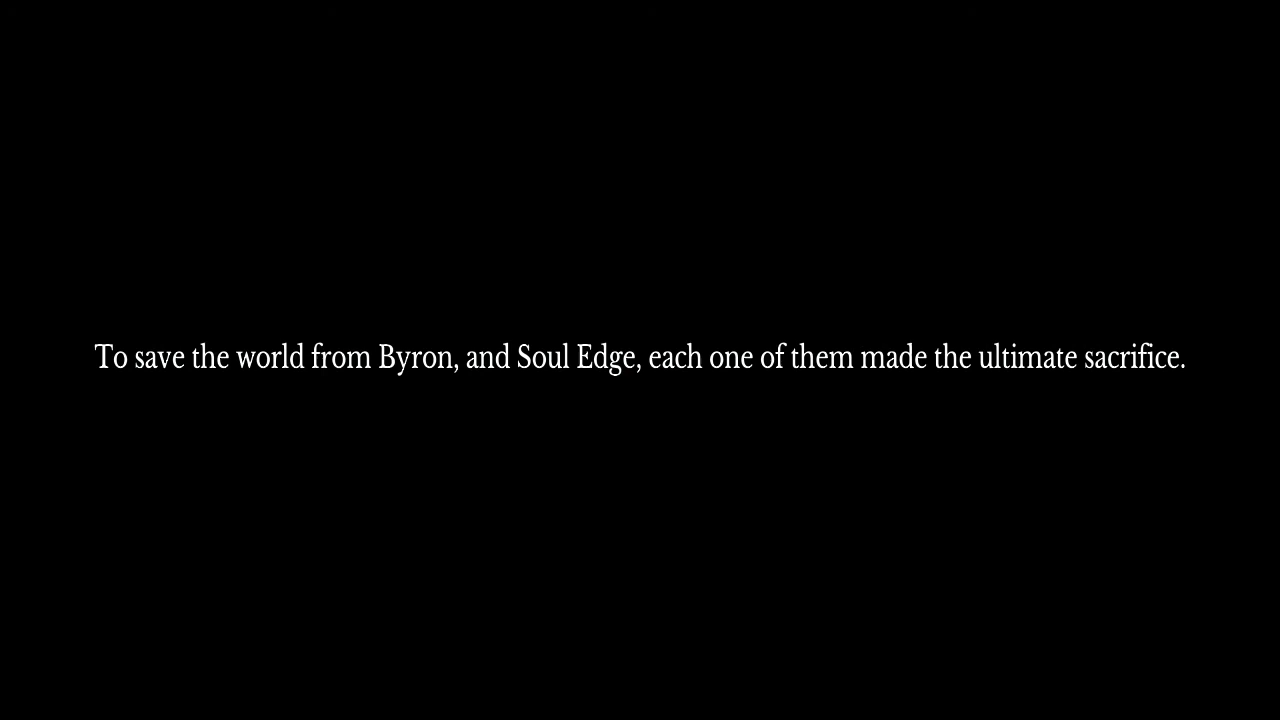 To save the world from Byron, and Soul Edge, each one of them made the ultimate sacrifice.